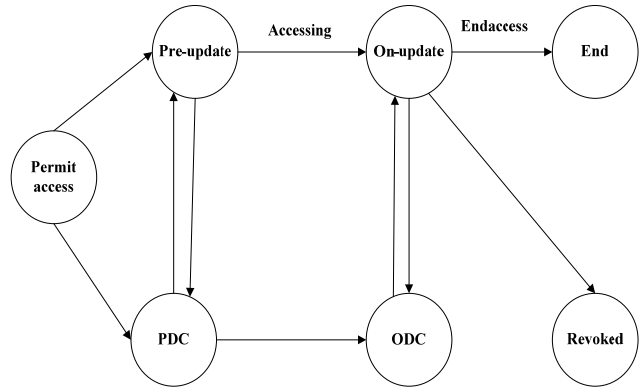 Accessing
Endaccess
Pre-update
On-update
End
Permit
access
PDC
ODC
Revoked